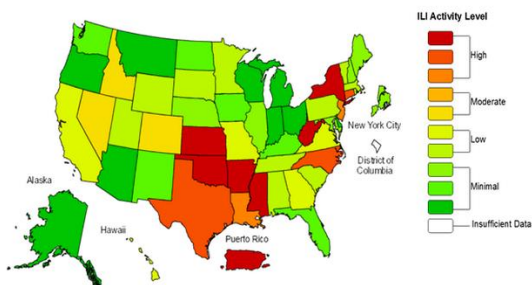 ILI Activity Level
High
Moderate
New York City
Low
District of
Columbia
Alaska
Minimal
Hawaii
Puerto Rico
Insufficient Data